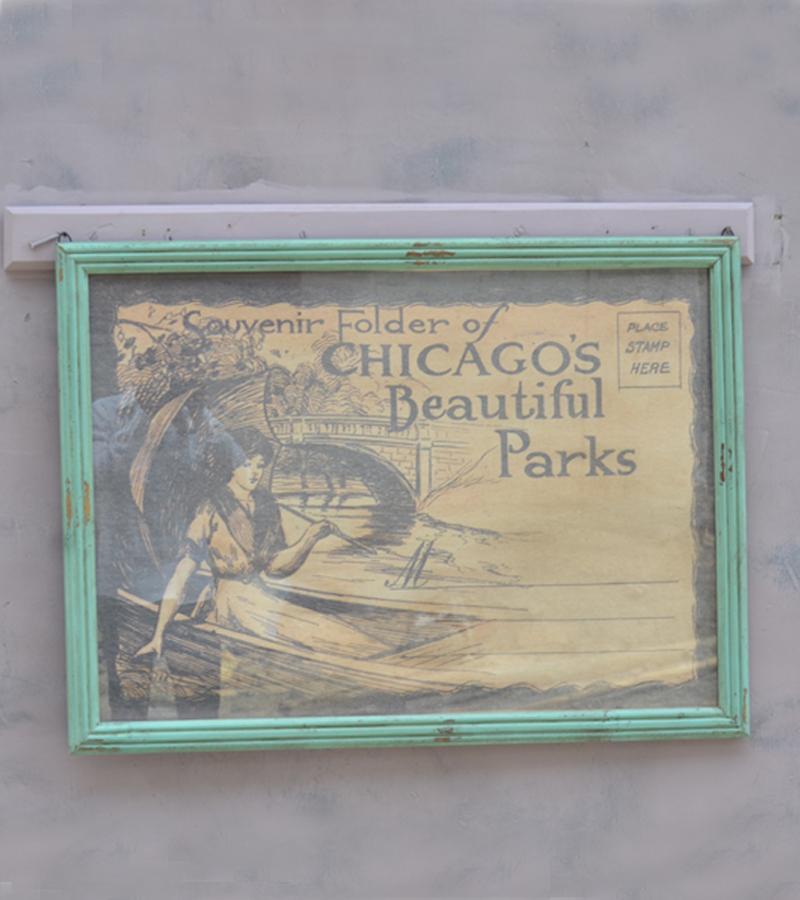 Souvenir Folder of
CHICAGO'S
Beautiful
Parks
PLACE
STAMP
HERE
M